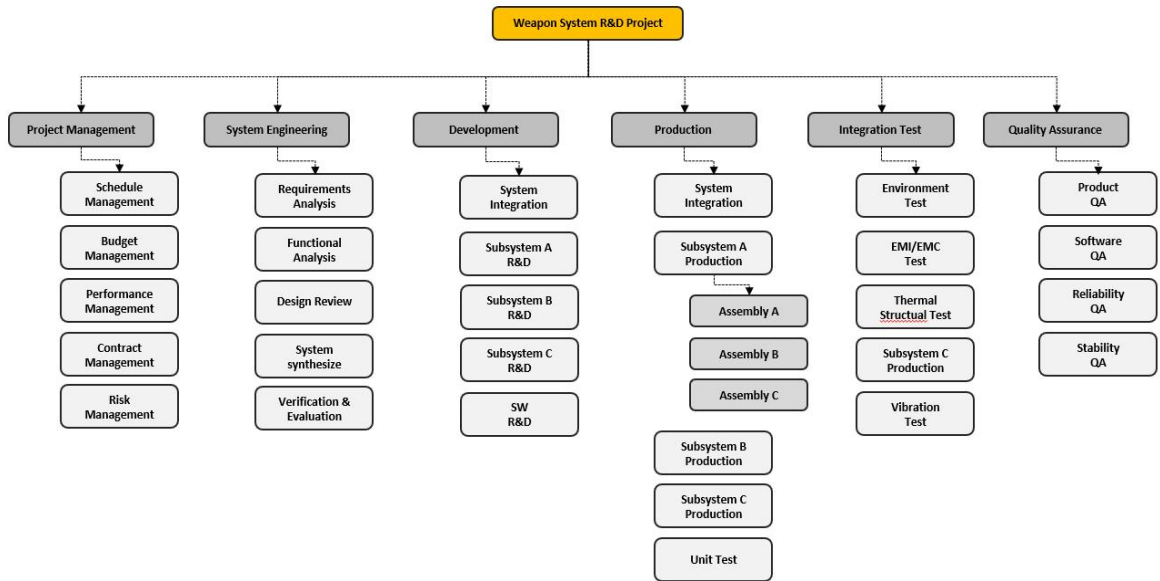 Weapon System R&D Project
Project Management
System Engineering
Development
Production
Integration Test
Quality Assurance
Schedule
Management
Budget
Management
Performance
Management
Contract
Management
Risk
Management
Requirements
Analysis
Functional
Analysis
Design Review
System
synthesize
Verification &
Evaluation
System
Integration
Subsystem A
R&D
Subsystem B
R&D
Subsystem C
R&D
SW
R&D
System
Integration
Subsystem A
Production
Assembly A
Assembly B
Assembly C
Subsystem B
Production
Subsystem C
Production
Unit Test
Environment
Test
EMI/EMC
Test
Thermal
Structual Test
Subsystem C
Production
Vibration
Test
Product
QA
Software
QA
Reliability
QA
Stability
QA